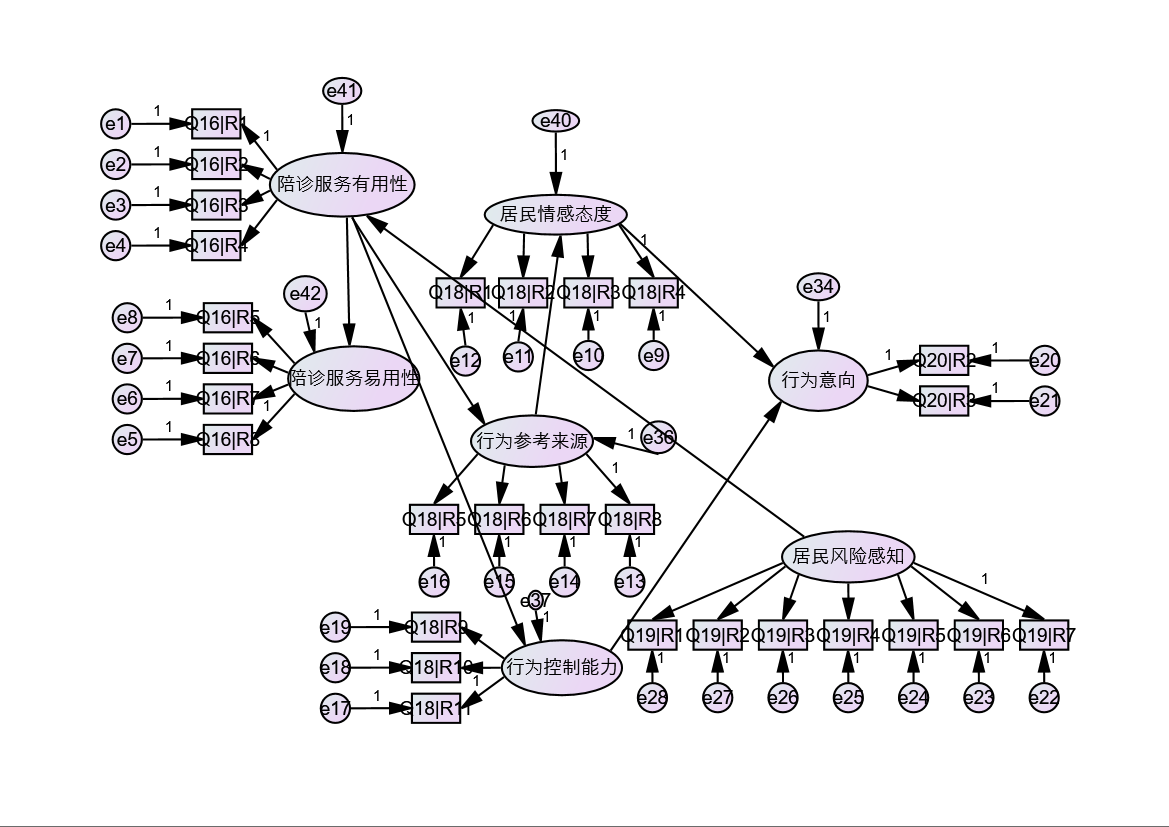 e41
e1 1 Q16|R1 1 1
e40
e2 1 Q16|R2
1
陪诊服务有用性
e3 1 Q16|R3
居民情感态度
e4 1 Q16|R4
1
Q18|R1 Q18|R2 Q18|R3 Q18|R4
e42
e34
e8 1 Q16|R5 1
1 1 1 1
1
e7 1 Q16|R6
e12 e11 e10 e9
1 Q20|R2 1 e20
陪诊服务易用性
行为意向
e6 1 Q16|R7
Q20|R3 1 e21
1
e5 1 Q16|R8
行为参考来源 1 e36
1
Q18|R5 Q18|R6 Q18|R7 Q18|R8
1 1 1 1
居民风险感知
e16 e15 e14 e13
1
e37
1
e19 1 Q18|R9
Q19|R1 Q19|R2 Q19|R3 Q19|R4 Q19|R5 Q19|R6 Q19|R7
1 1 1 1 1 1 1
e18 1 Q18|R10
行为控制能力
1
e28 e27 e26 e25 e24 e23 e22
e17 1 Q18|R11